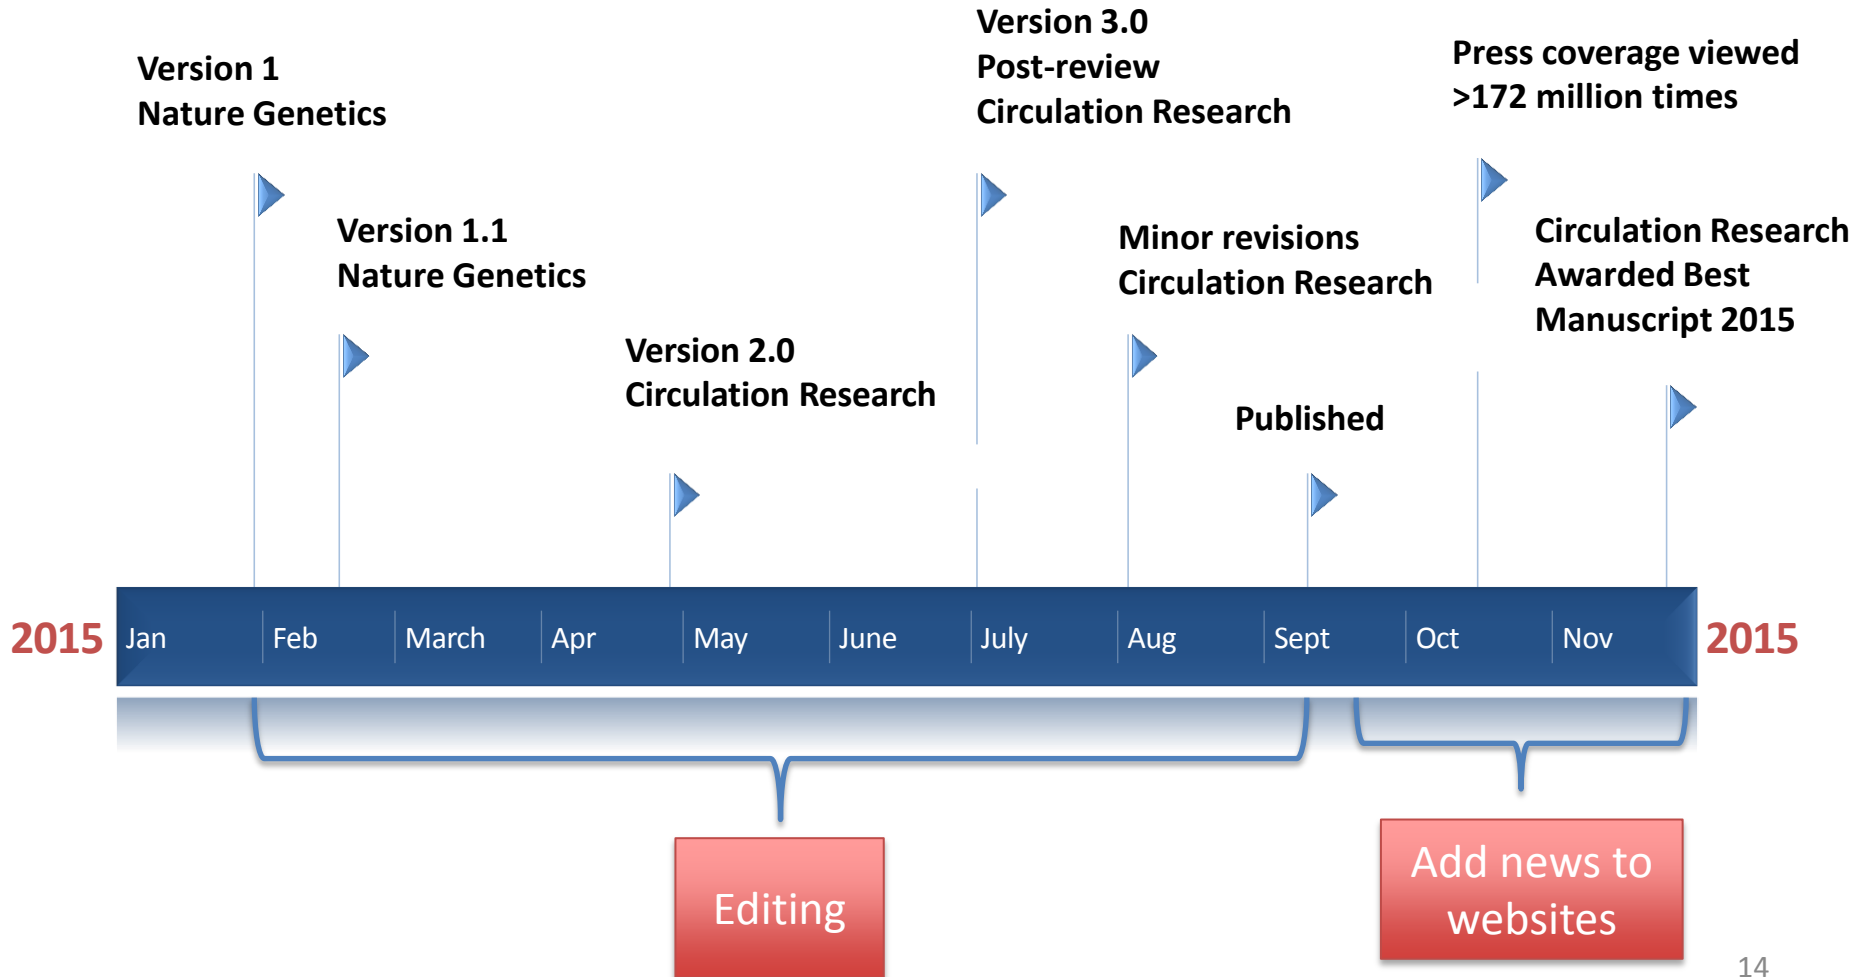 Version 1
Nature Genetics
Version 1.1
Nature Genetics
Version 2.0
Circulation Research
Version 3.0
Post-review
Circulation Research
Minor revisions
Circulation Research
Published
Press coverage viewed
>172 million times
Circulation Research
Awarded Best
Manuscript 2015
2015 Jan Feb March Apr May June July Aug Sept Oct Nov 2015
Editing
Add news to
websites
14